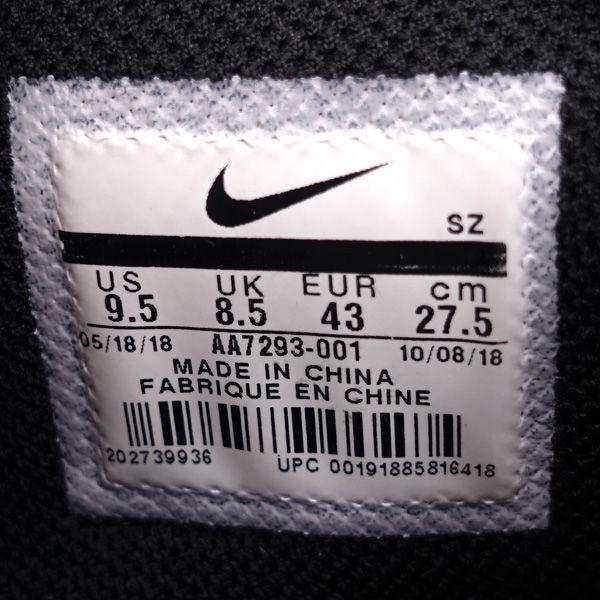 SZ
US UK EUR cm
9.5 8.5 43 27.5
05/18/18 AA7293-001 10/08/18
MADE IN CHINA
FABRIQUE EN CHINE
202739936 UPC 00191885816418